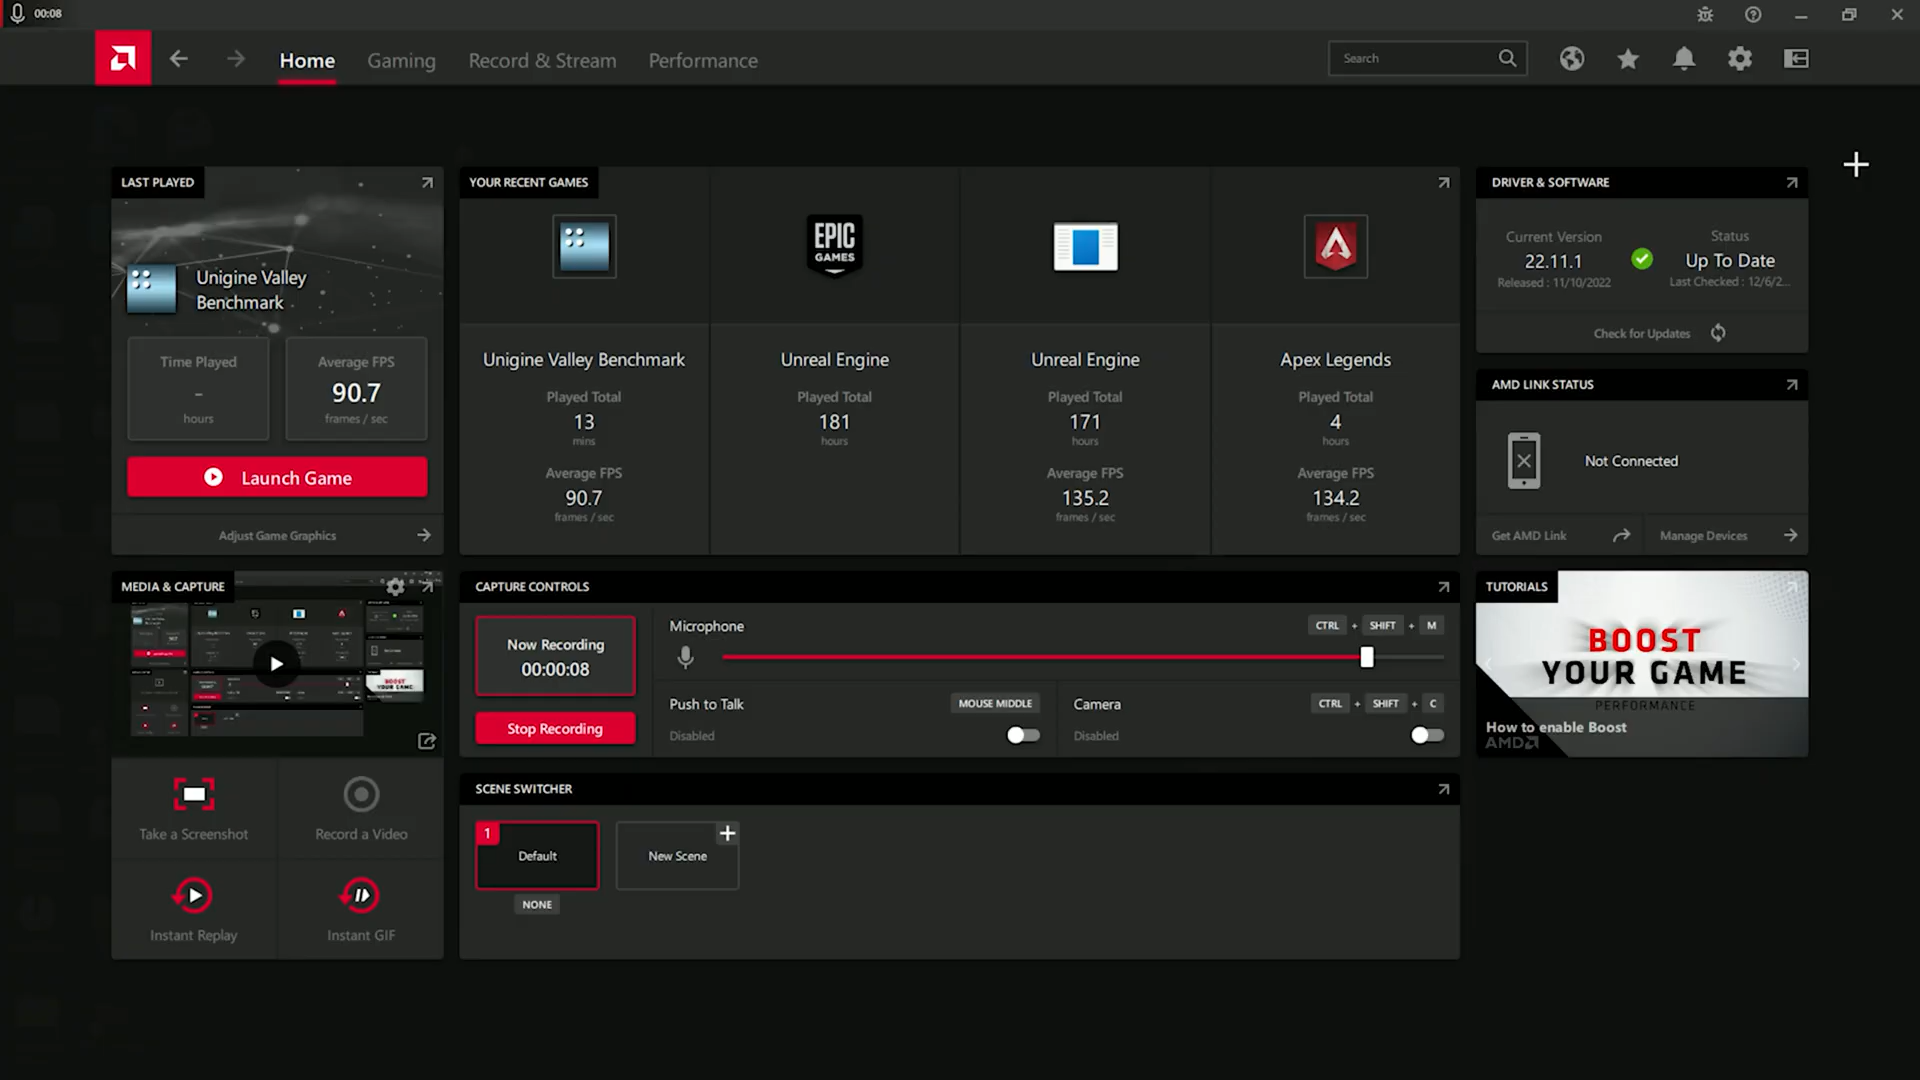 00:08
Home
Gaming
Record & Stream
Performance
Search
LAST PLAYED
Unigine Valley
Benchmark
Time Played
-
hours
Average FPS
90.7
frames / sec
Launch Game
Adjust Game Graphics
YOUR RECENT GAMES
EPIC
GAMES
Unigine Valley Benchmark
Played Total
13
mins
Average FPS
90.7
frames / sec
Unreal Engine
Played Total
181
hours
Unreal Engine
Played Total
171
hours
Average FPS
135.2
frames / sec
Apex Legends
Played Total
4
hours
Average FPS
134.2
frames / sec
DRIVER & SOFTWARE
Current Version
22.11.1
Released : 11/10/2022
Status
Up To Date
Last Checked : 12/6/2...
Check for Updates
AMD LINK STATUS
Not Connected
Get AMD Link
Manage Devices
MEDIA & CAPTURE
Take a Screenshot
Record a Video
Instant Replay
Instant GIF
CAPTURE CONTROLS
Now Recording
00:00:08
Stop Recording
Microphone
CTRL + SHIFT + M
Push to Talk
MOUSE MIDDLE
Disabled
Camera
CTRL + SHIFT + C
Disabled
TUTORIALS
BOOST
YOUR GAME
PERFORMANCE
How to enable Boost
AMD
SCENE SWITCHER
1
Default
NONE
New Scene